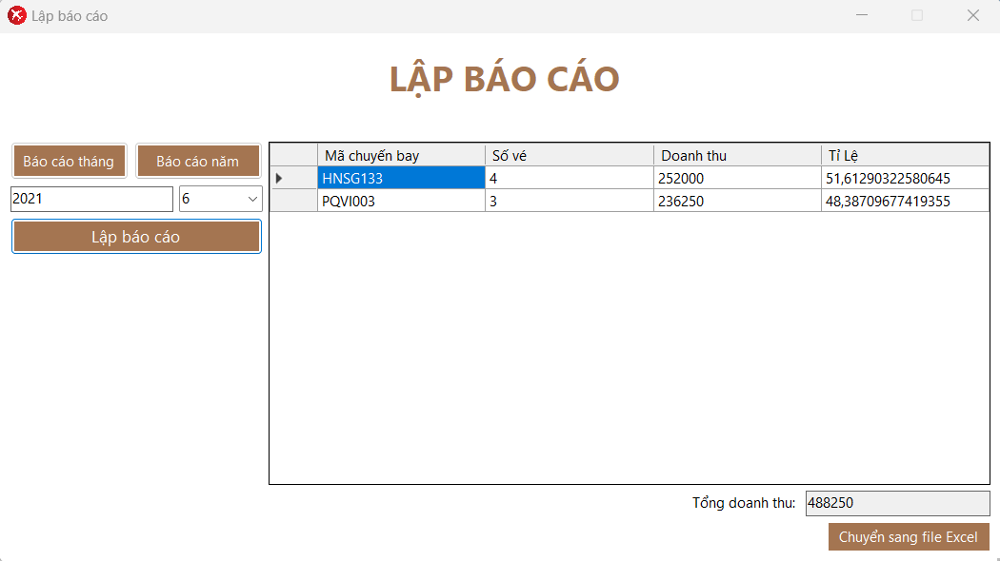 Lập báo cáo
LẬP BÁO CÁO
Báo cáo tháng Báo cáo năm
2021 6
Lập báo cáo
Mã chuyến bay Số vé Doanh thu Tỉ Lệ
HNSG133 4 252000 51,61290322580645
PQVI003 3 236250 48,38709677419355
Tổng doanh thu: 488250
Chuyển sang file Excel